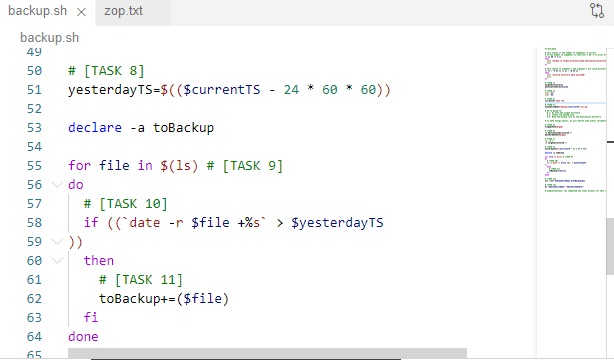 backup.sh × zop.txt
backup.sh
49
50 # [TASK 8]
51 yesterdayTS=$(($currentTS - 24 * 60 * 60))
52
53 declare -a toBackup
54
55 for file in $(ls) # [TASK 9]
56 do
57 # [TASK 10]
58 if ((`date -r $file +%s` > $yesterdayTS
59 ))
60 then
61 # [TASK 11]
62 toBackup+=($file)
63 fi
64 done
65